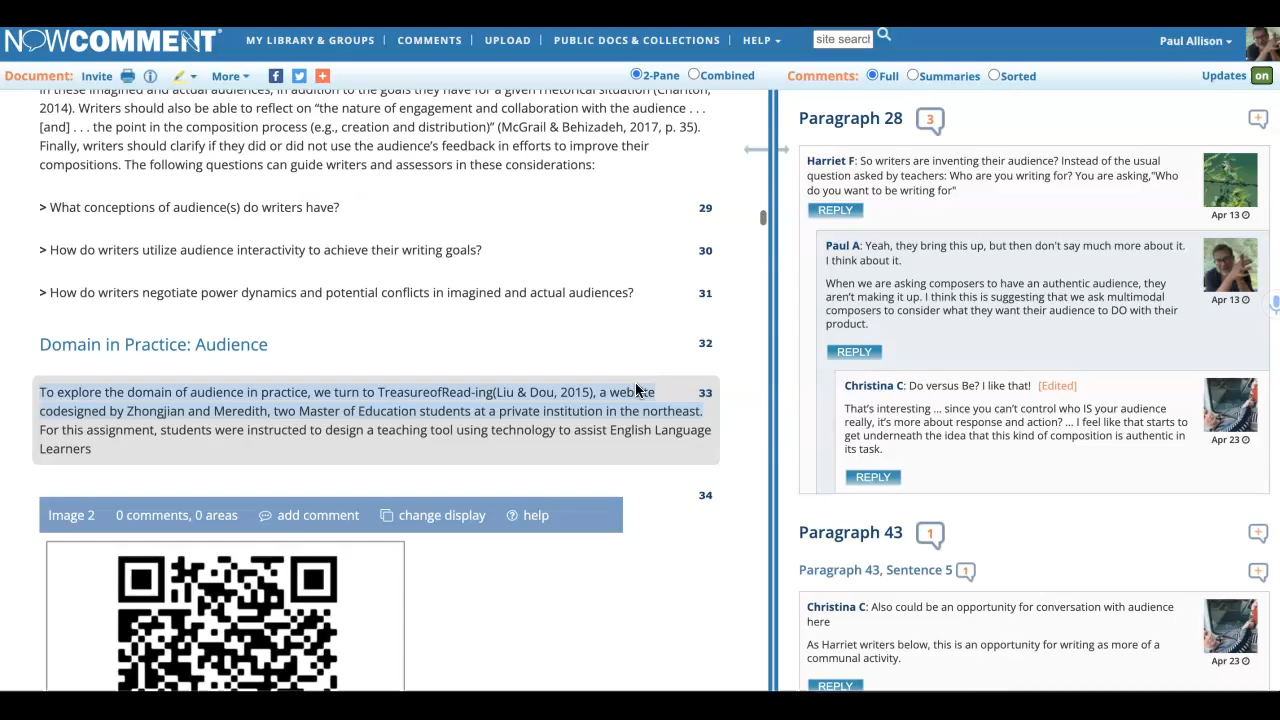 NOWCOMMENT
MY LIBRARY & GROUPS | COMMENTS | UPLOAD | PUBLIC DOCS & COLLECTIONS | HELP
site search
Paul Allison
Document: Invite
More
2-Pane
Combined
Comments: Full Summaries Sorted
Updates on
in these imagined and actual audiences, in addition to the goals they have for a given rhetorical situation (Charlton,
2014). Writers should also be able to reflect on “the nature of engagement and collaboration with the audience . . .
[and] . . . the point in the composition process (e.g., creation and distribution)” (McGrail & Behizadeh, 2017, p. 35).
Finally, writers should clarify if they did or did not use the audience’s feedback in efforts to improve their
compositions. The following questions can guide writers and assessors in these considerations:
> What conceptions of audience(s) do writers have? 29
> How do writers utilize audience interactivity to achieve their writing goals? 30
> How do writers negotiate power dynamics and potential conflicts in imagined and actual audiences? 31
Domain in Practice: Audience 32
To explore the domain of audience in practice, we turn to TreasureofRead-ing(Liu & Dou, 2015), a website 33
codesigned by Zhongjian and Meredith, two Master of Education students at a private institution in the northeast.
For this assignment, students were instructed to design a teaching tool using technology to assist English Language
Learners
34
Image 2 0 comments, 0 areas add comment change display help
Paragraph 28 3
Harriet F: So writers are inventing their audience? Instead of the usual
question asked by teachers: Who are you writing for? You are asking,"Who
do you want to be writing for"
REPLY
Apr 13
Paul A: Yeah, they bring this up, but then don't say much more about it.
I think about it.
When we are asking composers to have an authentic audience, they
aren’t making it up. I think this is suggesting that we ask multimodal
composers to consider what they want their audience to DO with their
product.
Apr 13
REPLY
Christina C: Do versus Be? I like that! [Edited]
That’s interesting ... since you can’t control who IS your audience
really, it’s more about response and action? ... I feel like that starts to
get underneath the idea that this kind of composition is authentic in
its task.
Apr 23
REPLY
Paragraph 43 1
Paragraph 43, Sentence 5 1
Christina C: Also could be an opportunity for conversation with audience
here
As Harriet writers below, this is an opportunity for writing as more of a
communal activity.
Apr 23
REPLY